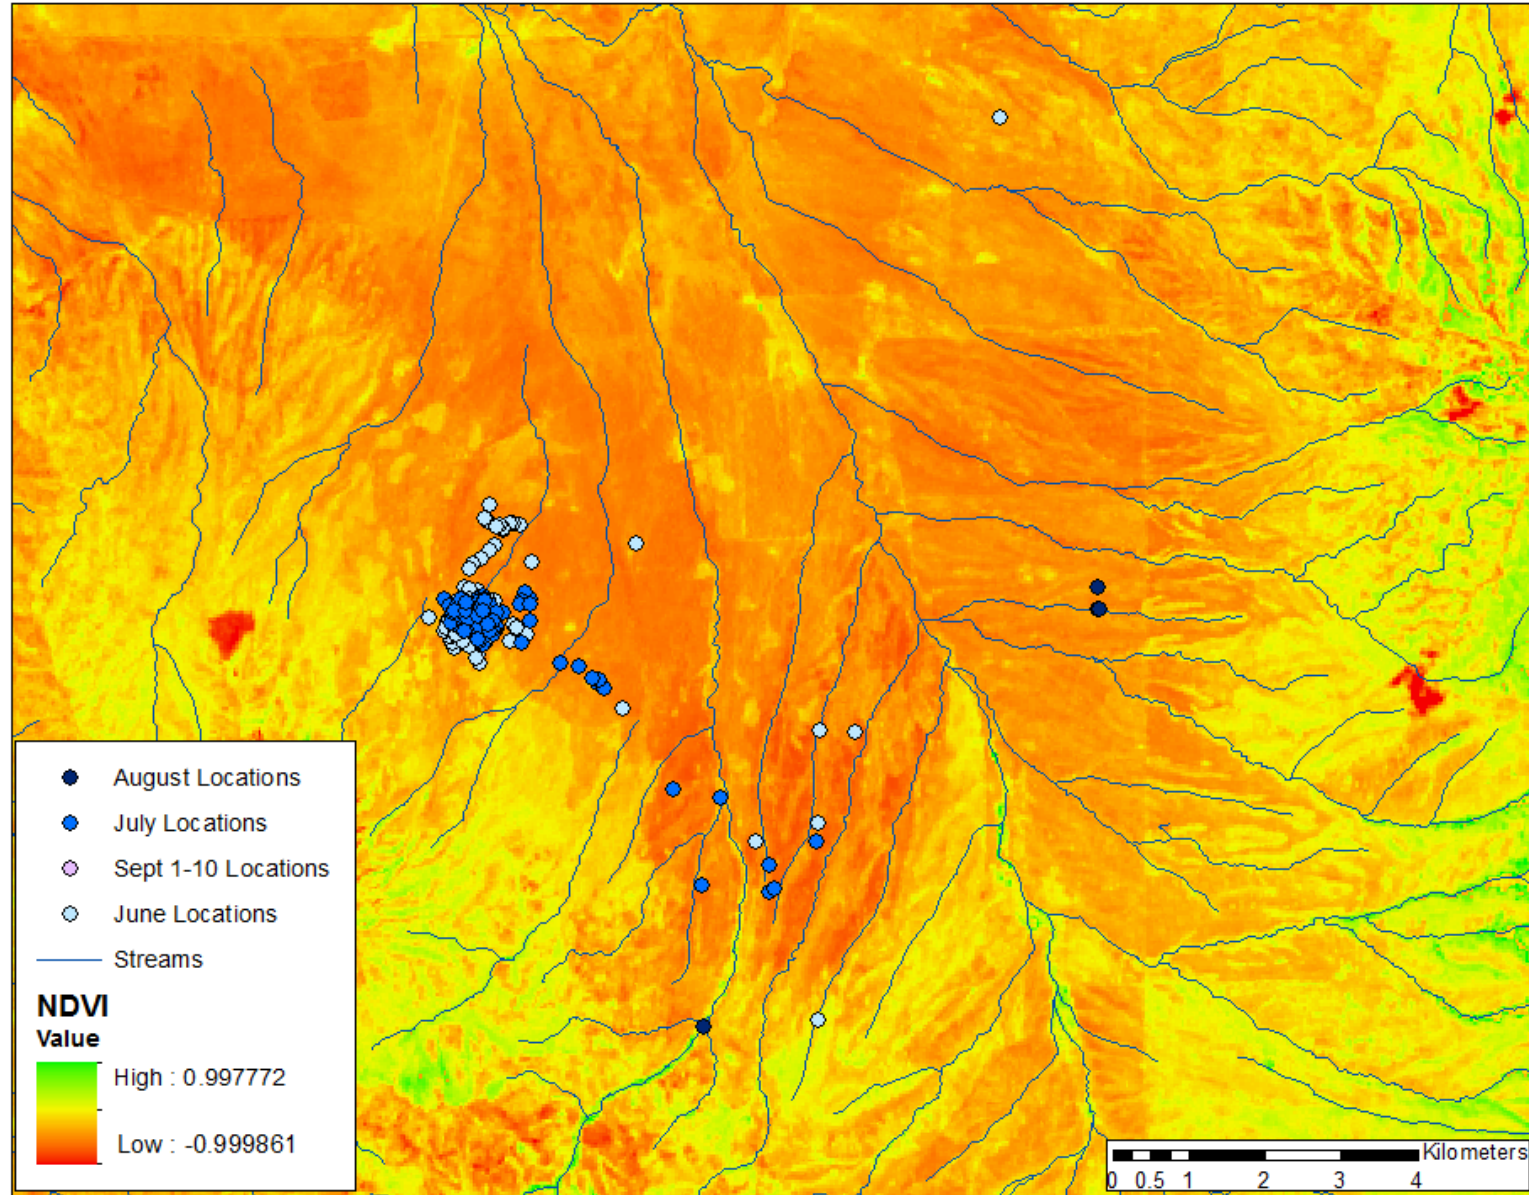 August Locations
July Locations
Sept 1-10 Locations
June Locations
Streams
NDVI
Value
High : 0.997772
Low : -0.999861
Kilometers
0 0.5 1 2 3 4